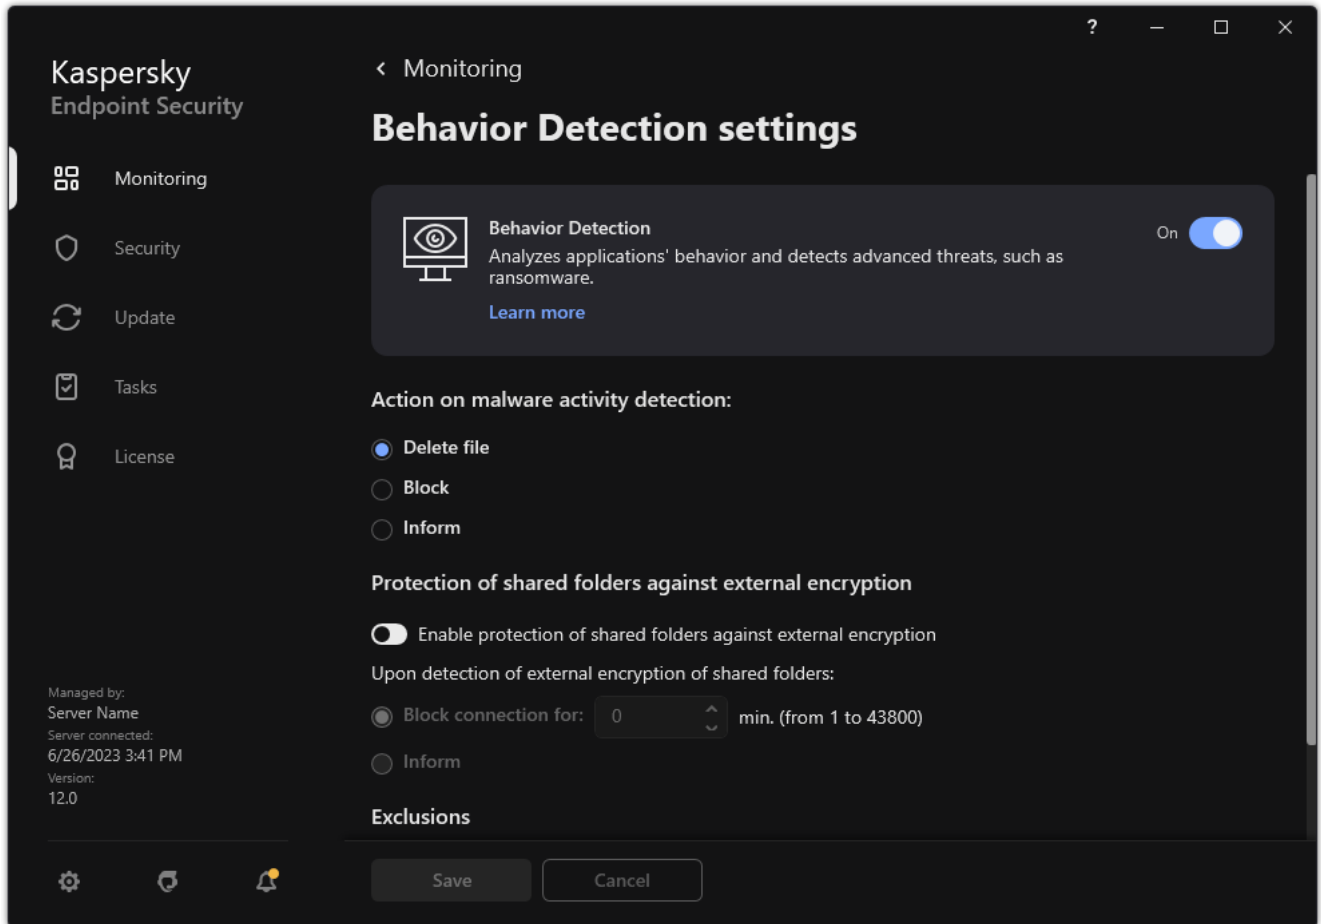 ?
Kaspersky
Endpoint Security
Monitoring
Security
Update
Tasks
License
Managed by:
Server Name
Server connected:
6/26/2023 3:41 PM
Version:
12.0
Monitoring
Behavior Detection settings
Behavior Detection
On
Analyzes applications' behavior and detects advanced threats, such as
ransomware.
Learn more
Action on malware activity detection:
Delete file
Block
Inform
Protection of shared folders against external encryption
Enable protection of shared folders against external encryption
Upon detection of external encryption of shared folders:
Block connection for: 0 min. (from 1 to 43800)
Inform
Exclusions
Save Cancel